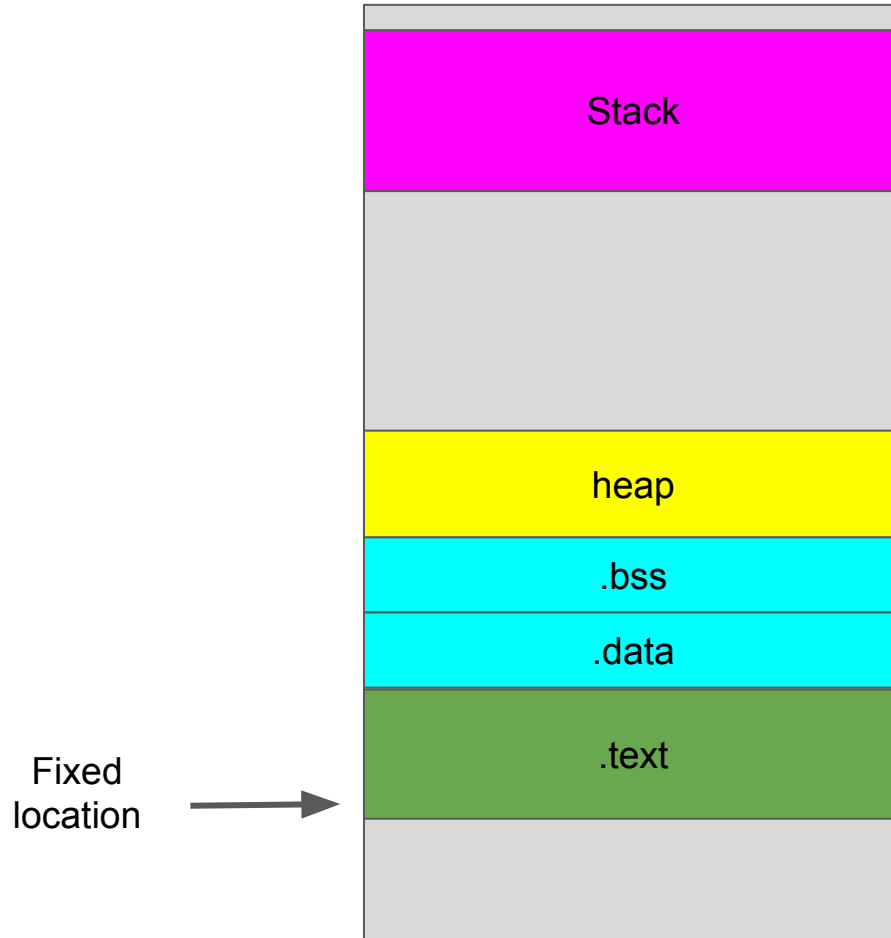 Stack
heap
.bss
.data
.text
Fixed
location